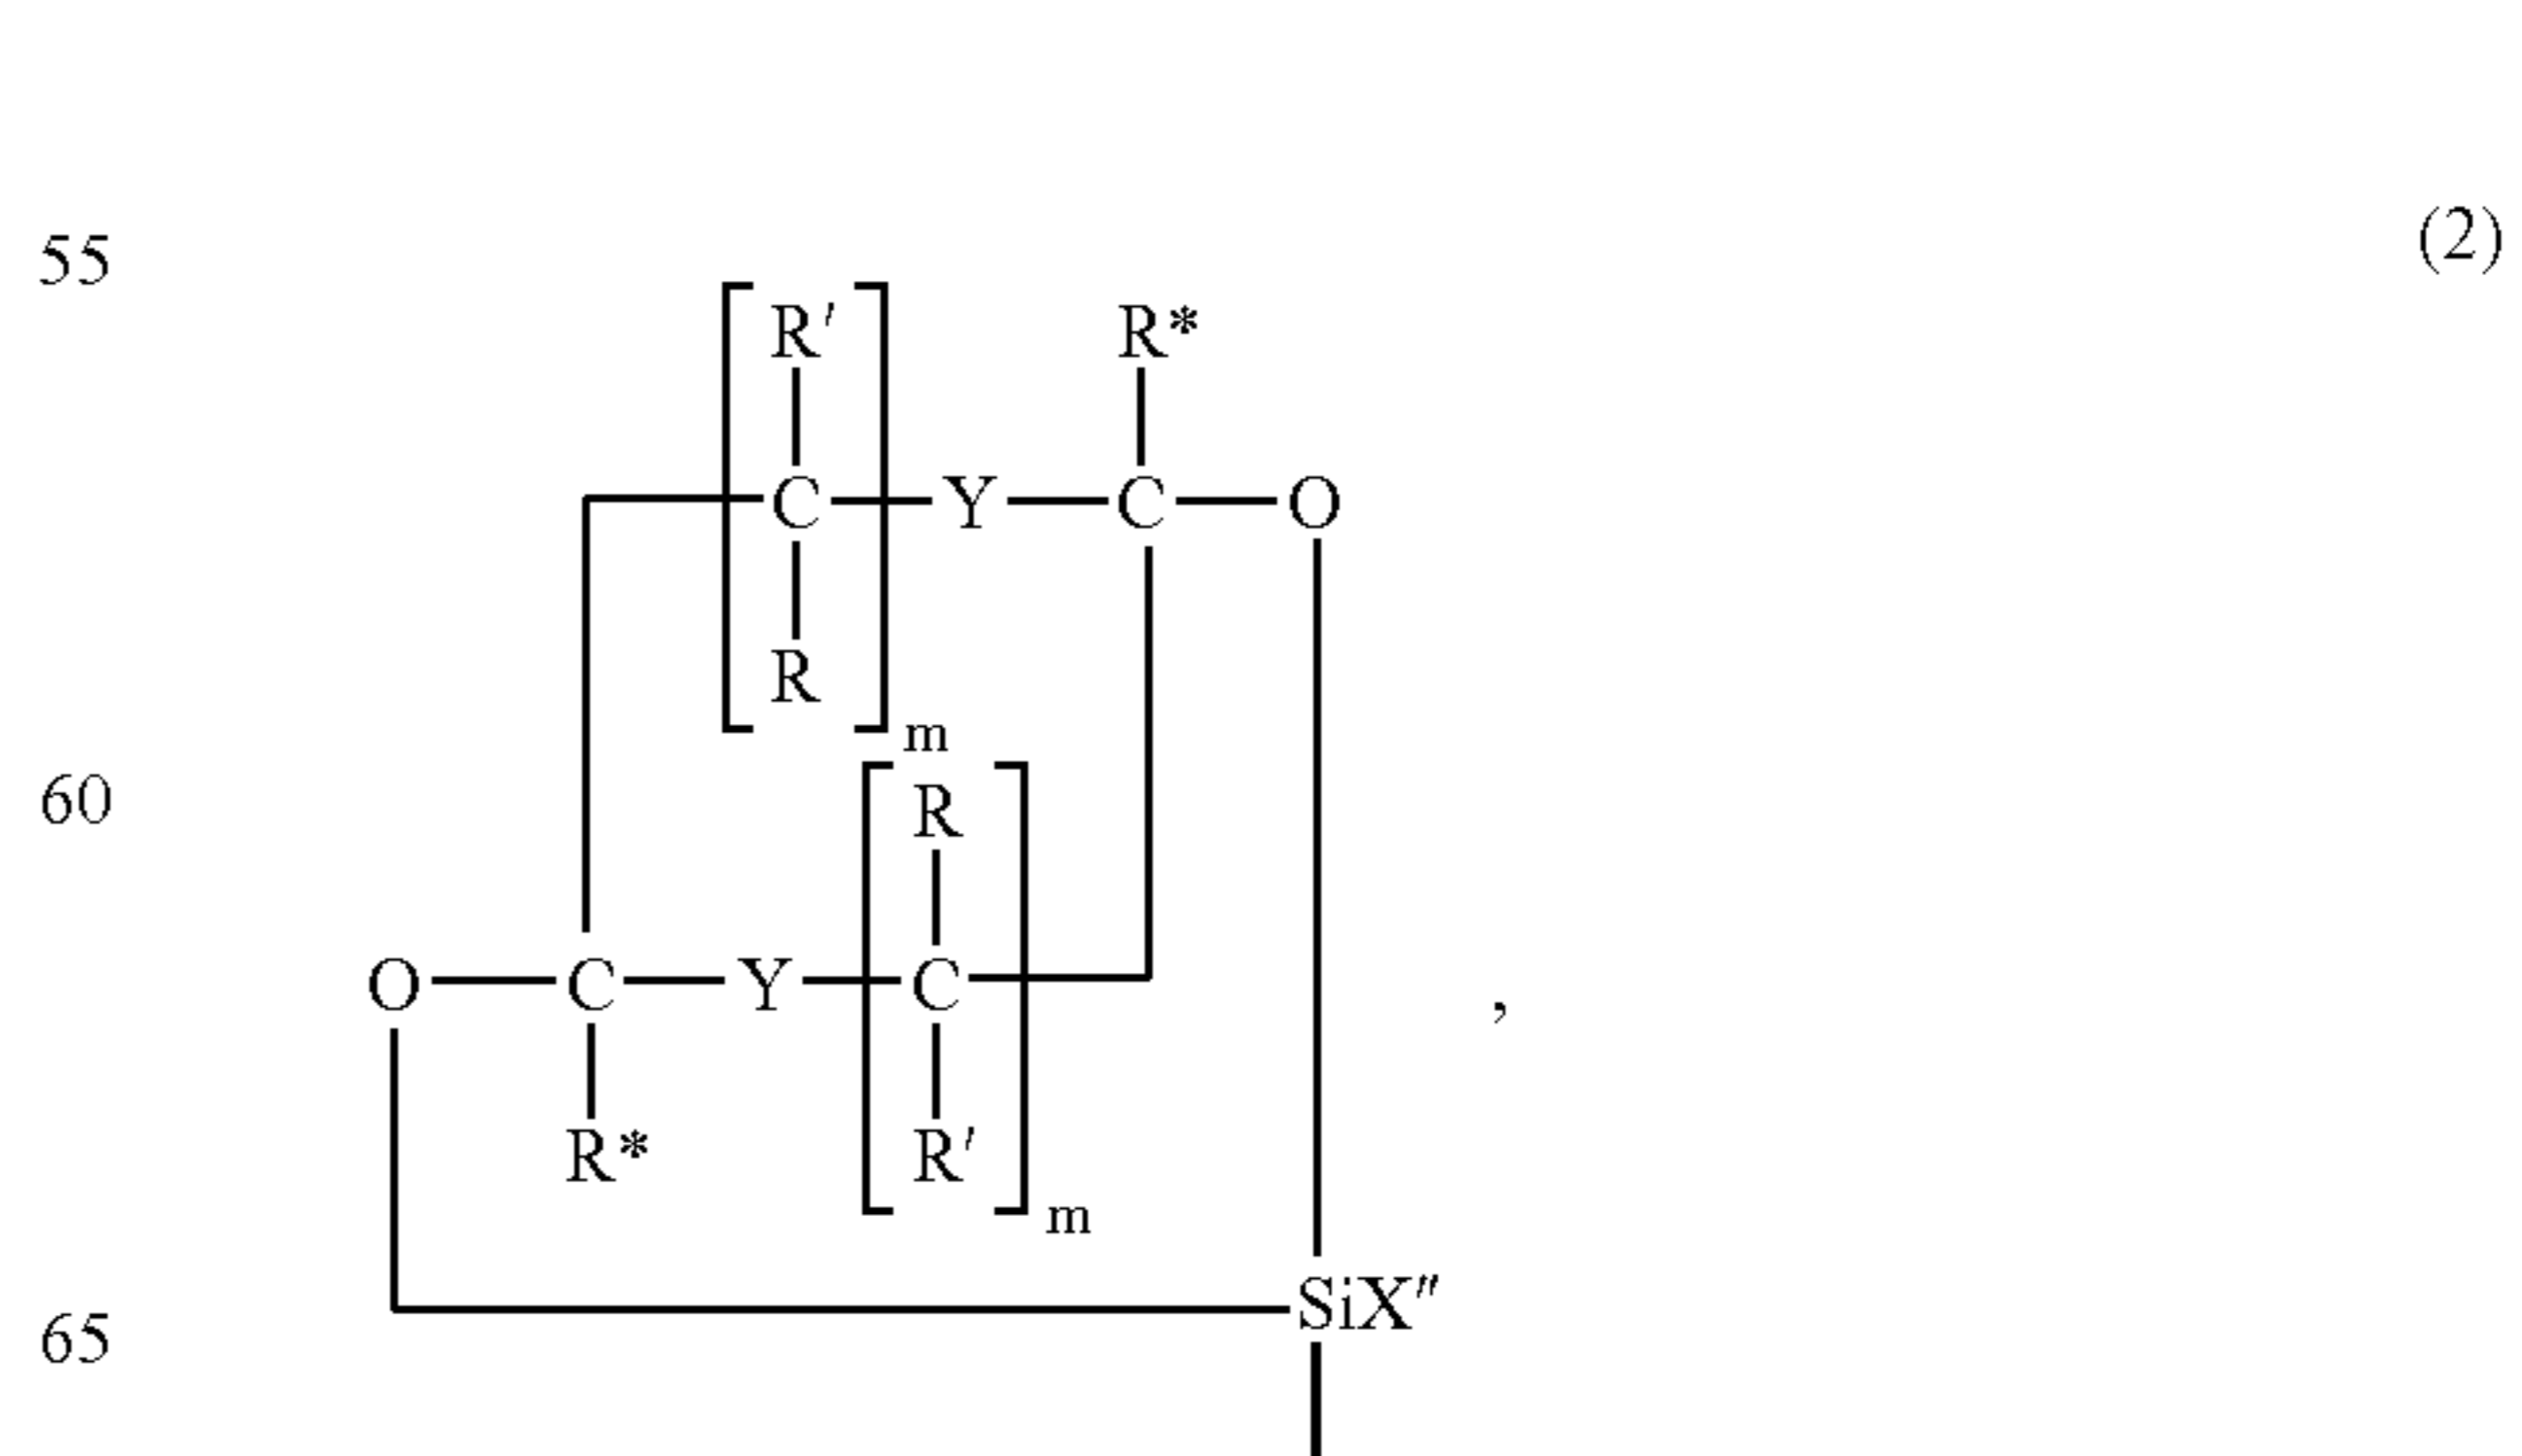 55 (2)
R′ R*
C Y C O
R
m
60 R
O C Y C ,
R* R′
m
SiX″
65